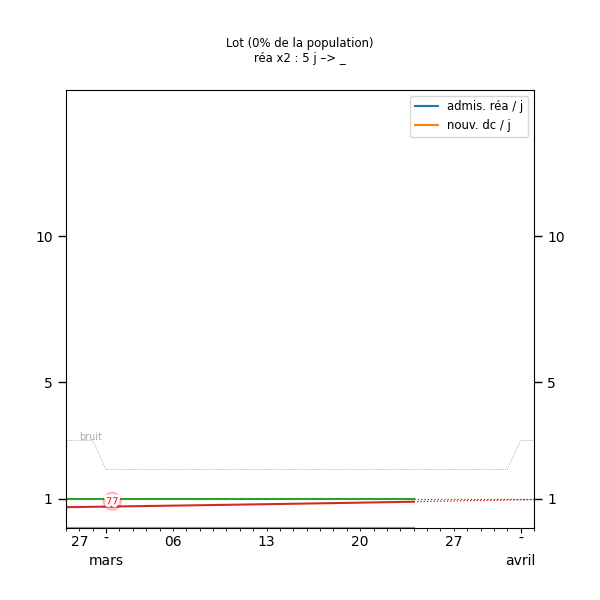 Lot (0% de la population)
réa x2 : 5 j –> _
admis. réa / j
nouv. dc / j
10 10
5 5
bruit
1 77 1
27 - 06 13 20 27 -
mars avril